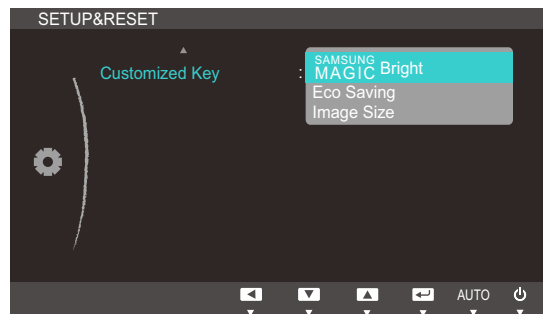 SETUP&RESET
Customized Key : SAMSUNG MAGIC Bright
Eco Saving
Image Size
AUTO